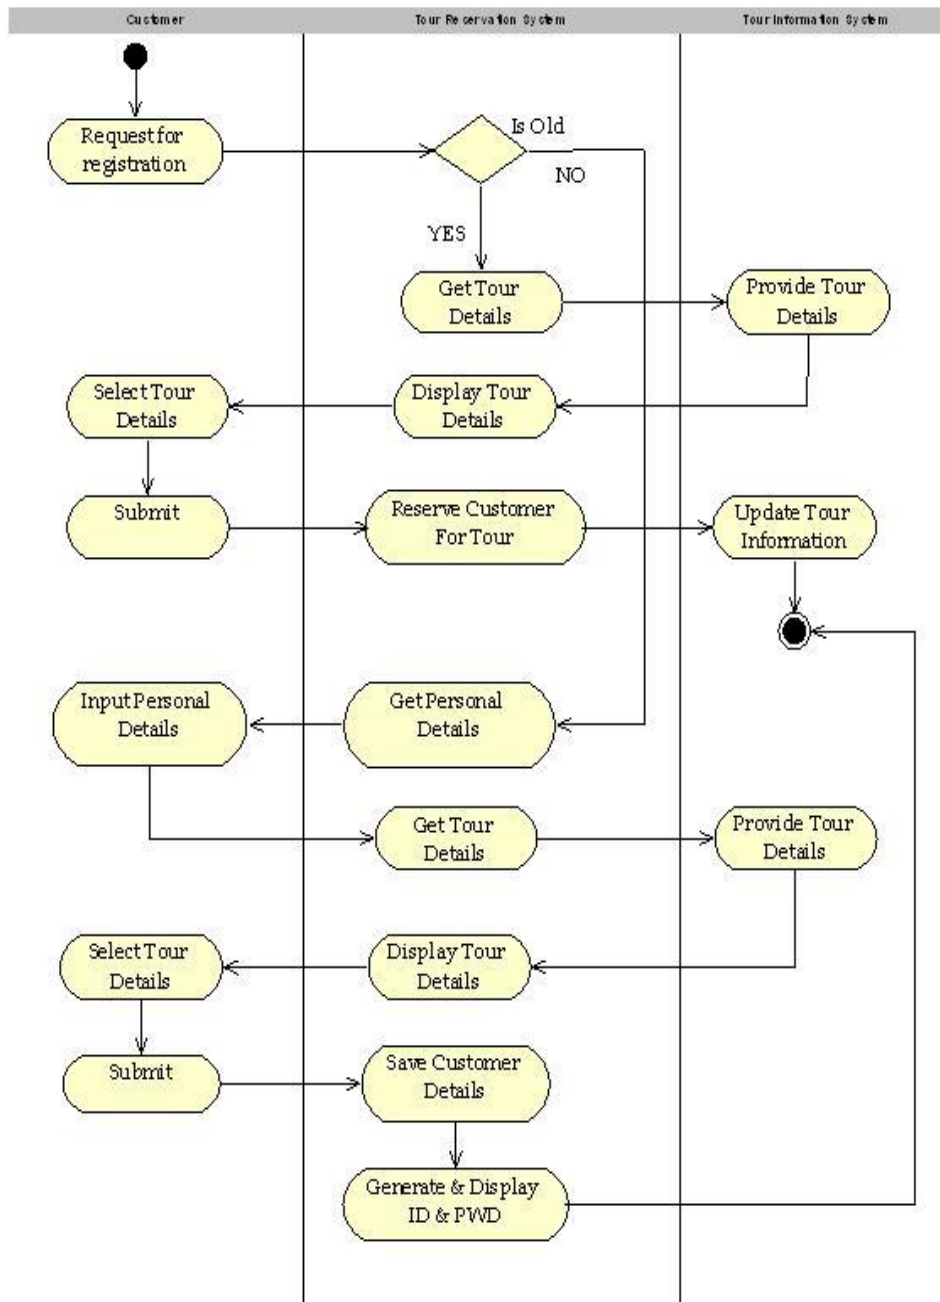 Customer
Tour Reservation System
Tour Information System
Request for
registration
Is Old
NO
YES
Get Tour
Details
Provide Tour
Details
Select Tour
Details
Display Tour
Details
Submit
Reserve Customer
For Tour
Update Tour
Information
Input Personal
Details
Get Personal
Details
Get Tour
Details
Provide Tour
Details
Select Tour
Details
Display Tour
Details
Submit
Save Customer
Details
Generate & Display
ID & PWD